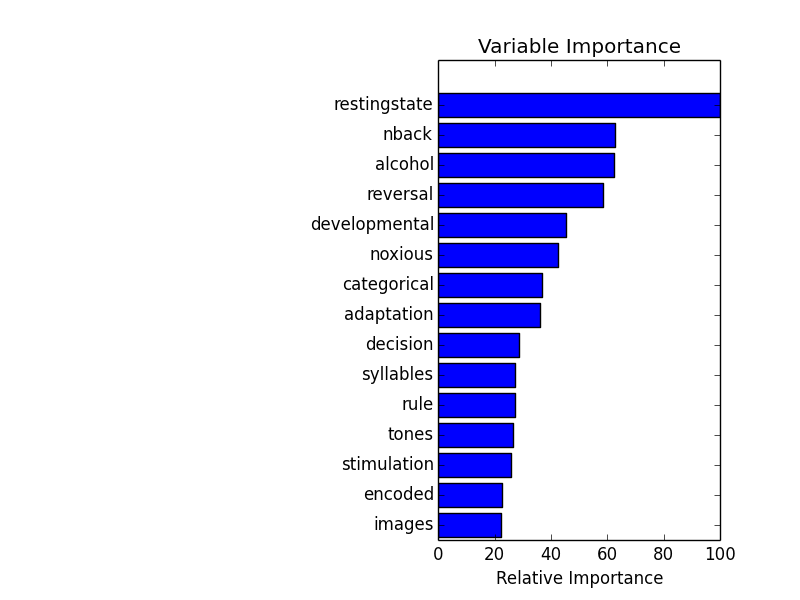 Variable Importance
restingstate
nback
alcohol
reversal
developmental
noxious
categorical
adaptation
decision
syllables
rule
tones
stimulation
encoded
images
0 20 40 60 80 100
Relative Importance